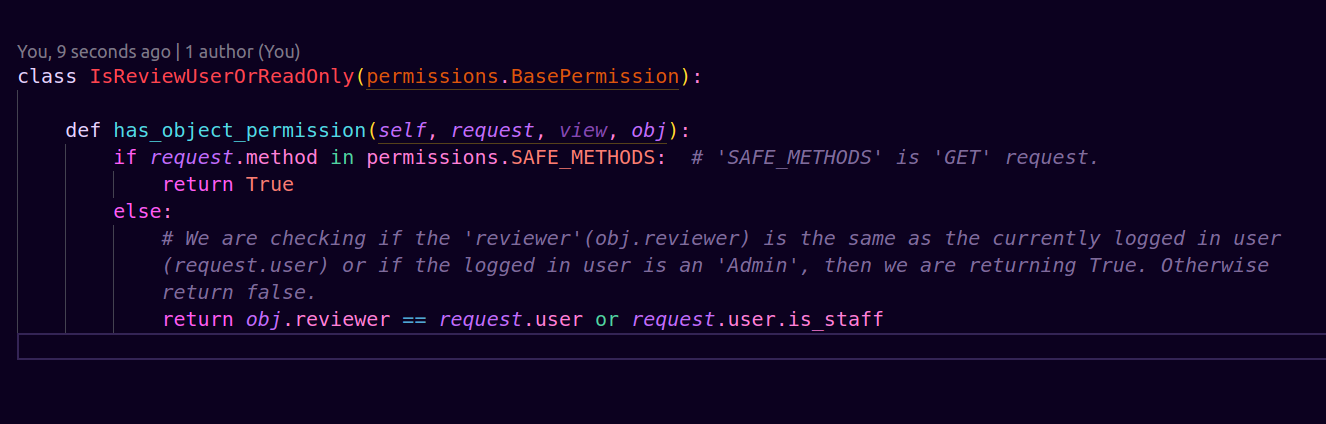 You, 9 seconds ago | 1 author (You)
class IsReviewUserOrReadOnly(permissions.BasePermission):
    def has_object_permission(self, request, view, obj):
        if request.method in permissions.SAFE_METHODS:  # 'SAFE_METHODS' is 'GET' request.
            return True
        else:
            # We are checking if the 'reviewer'(obj.reviewer) is the same as the currently logged in user
            (request.user) or if the logged in user is an 'Admin', then we are returning True. Otherwise
            return false.
            return obj.reviewer == request.user or request.user.is_staff